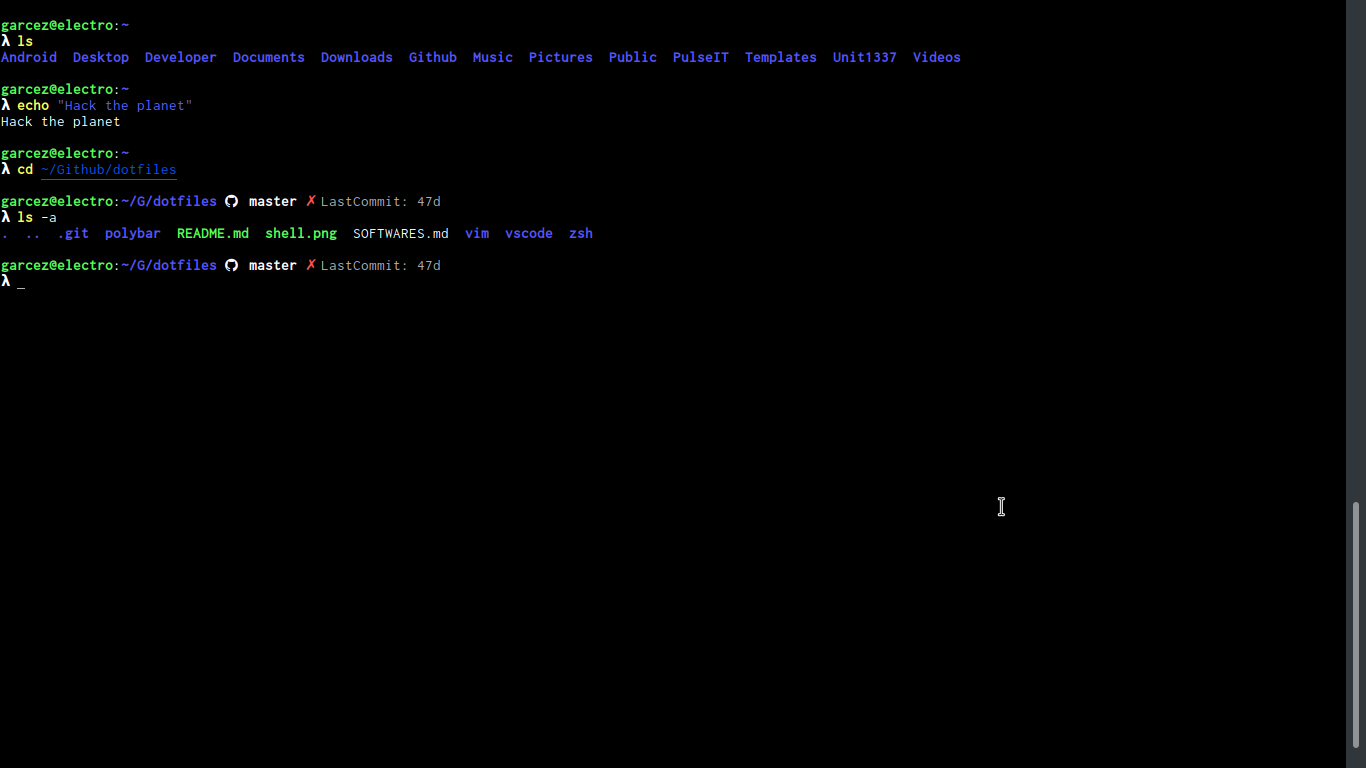 garcez@electro:~
λ ls
Android  Desktop  Developer  Documents  Downloads  Github  Music  Pictures  Public  PulseIT  Templates  Unit1337  Videos
garcez@electro:~
λ echo "Hack the planet"
Hack the planet
garcez@electro:~
λ cd ~/Github/dotfiles
garcez@electro:~/G/dotfiles master ✗ LastCommit: 47d
λ ls -a
.  ..  .git  polybar  README.md  shell.png  SOFTWARES.md  vim  vscode  zsh
garcez@electro:~/G/dotfiles master ✗ LastCommit: 47d
λ _